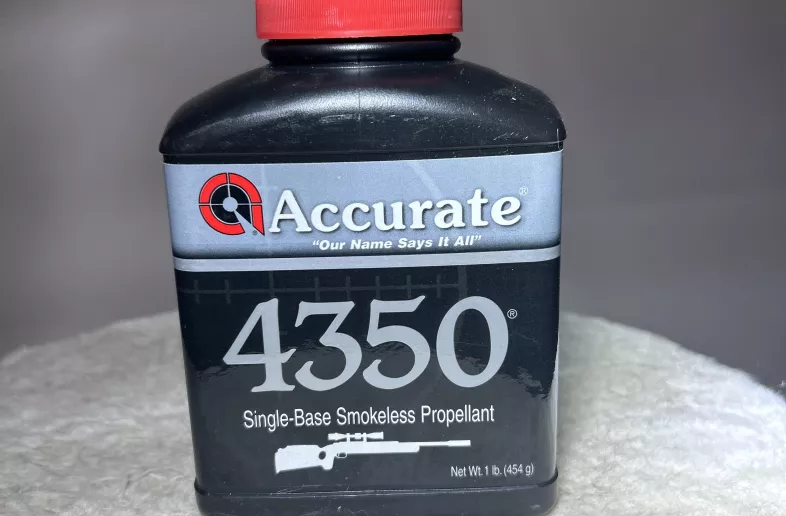 Accurate®
"Our Name Says It All"
4350®
Single-Base Smokeless Propellant
Net Wt. 1 lb. (454 g)